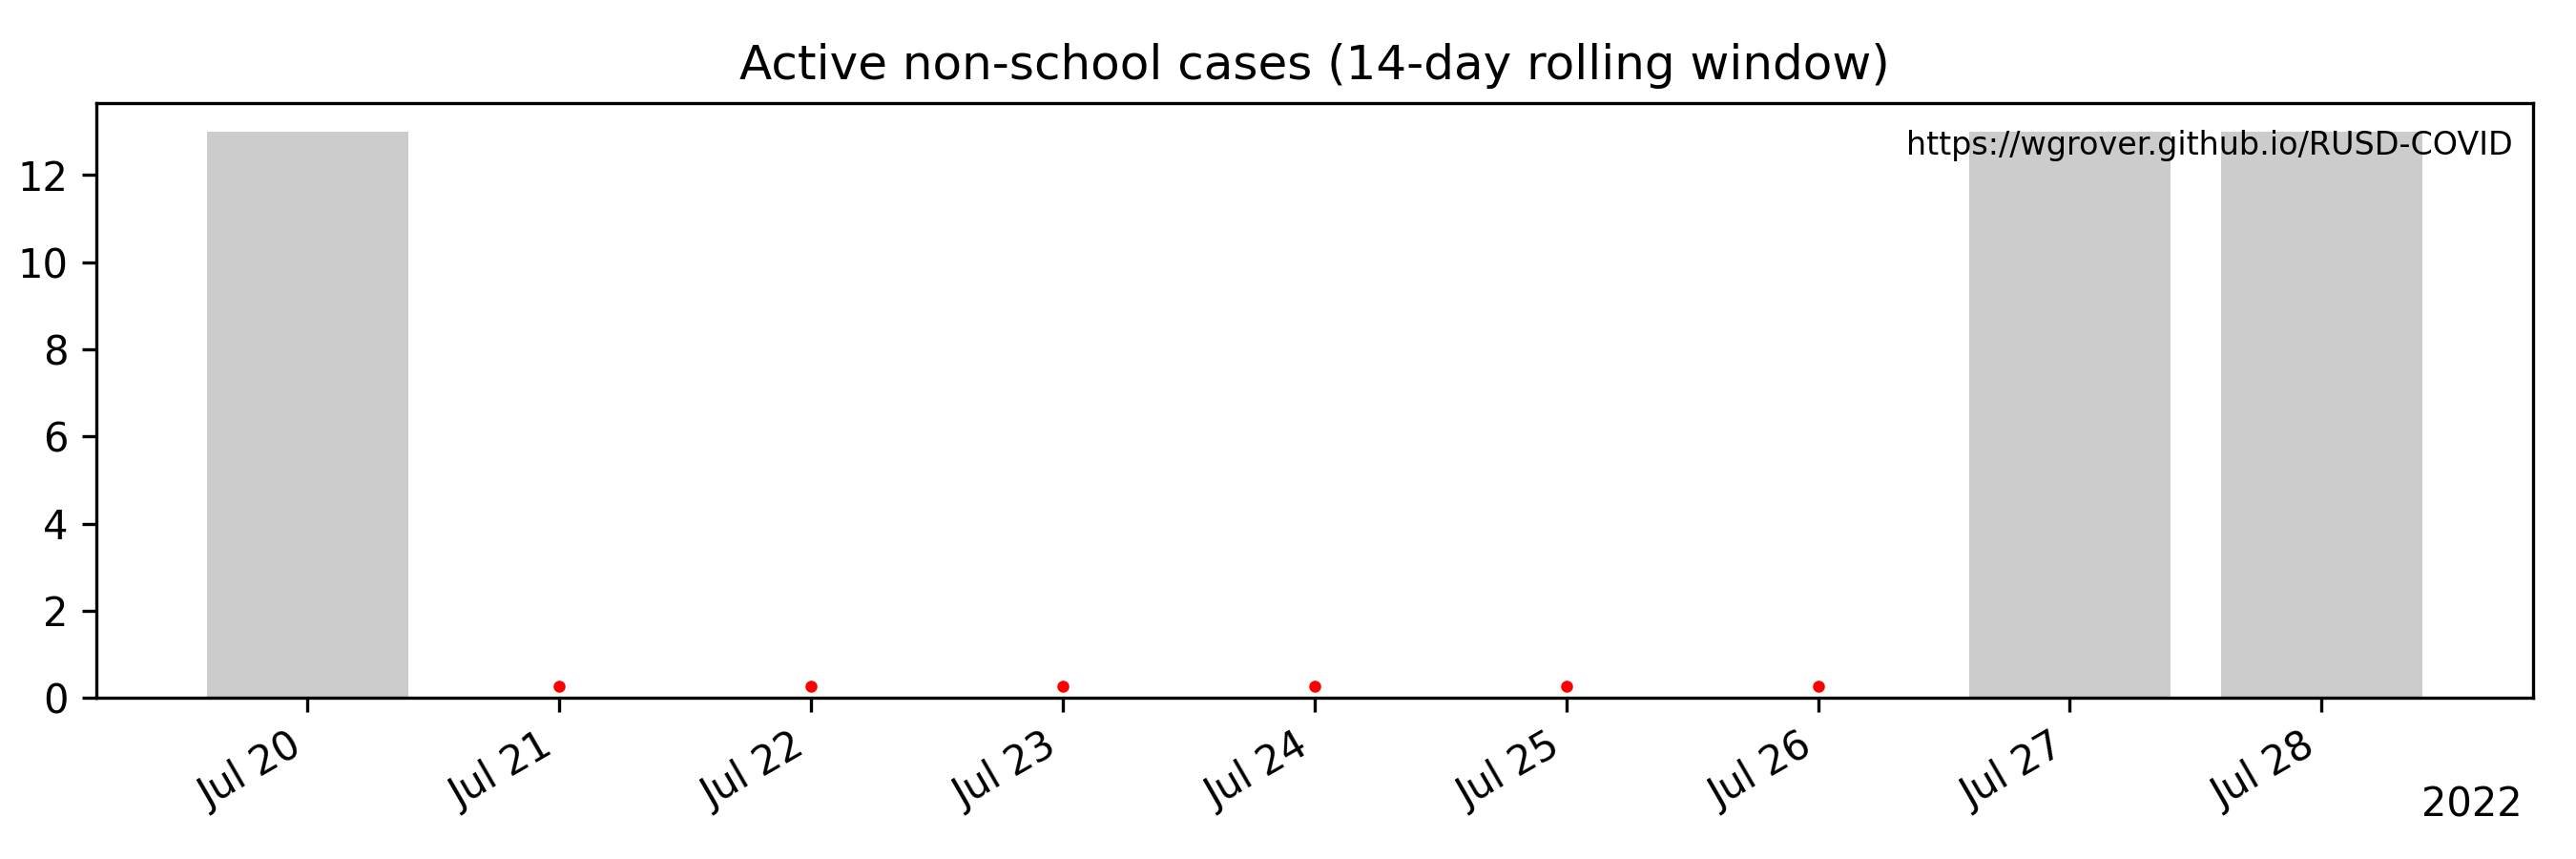 Active non-school cases (14-day rolling window)
https://wgrover.github.io/RUSD-COVID
12
10
8
6
4
2
0
Jul 20 Jul 21 Jul 22 Jul 23 Jul 24 Jul 25 Jul 26 Jul 27 Jul 28
2022